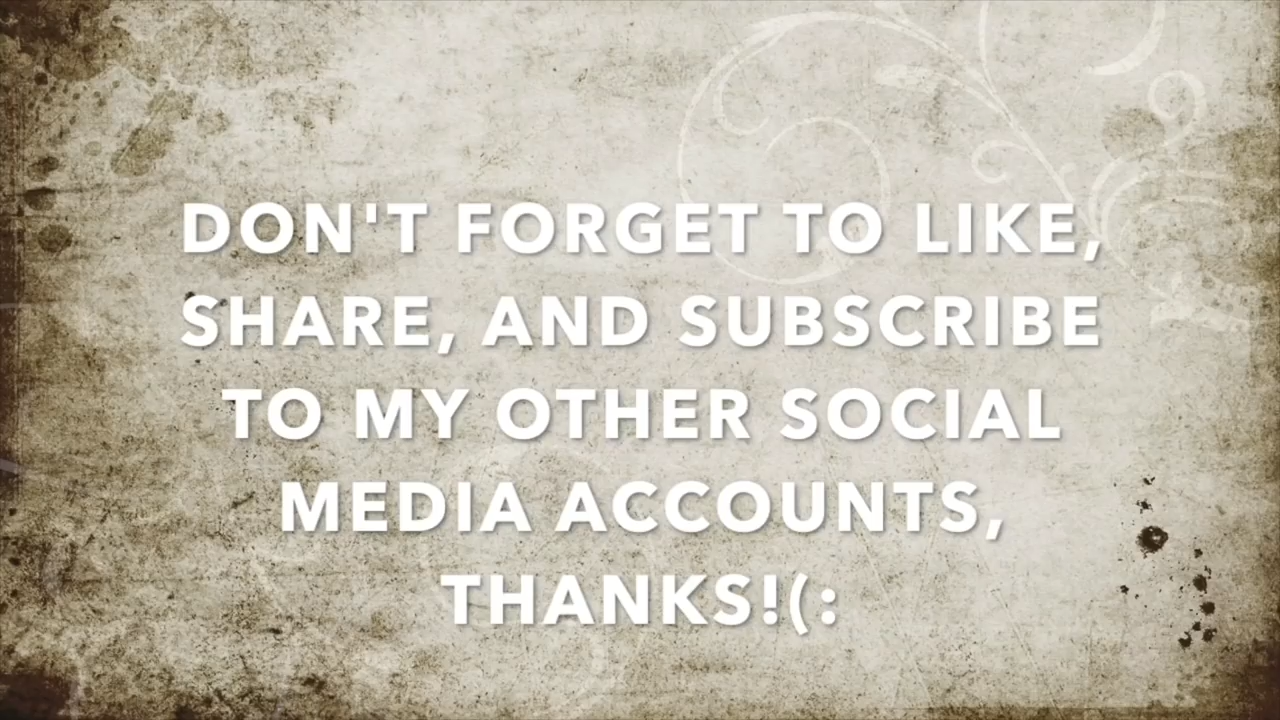 DON'T FORGET TO LIKE,
SHARE, AND SUBSCRIBE
TO MY OTHER SOCIAL
MEDIA ACCOUNTS,
THANKS!(: